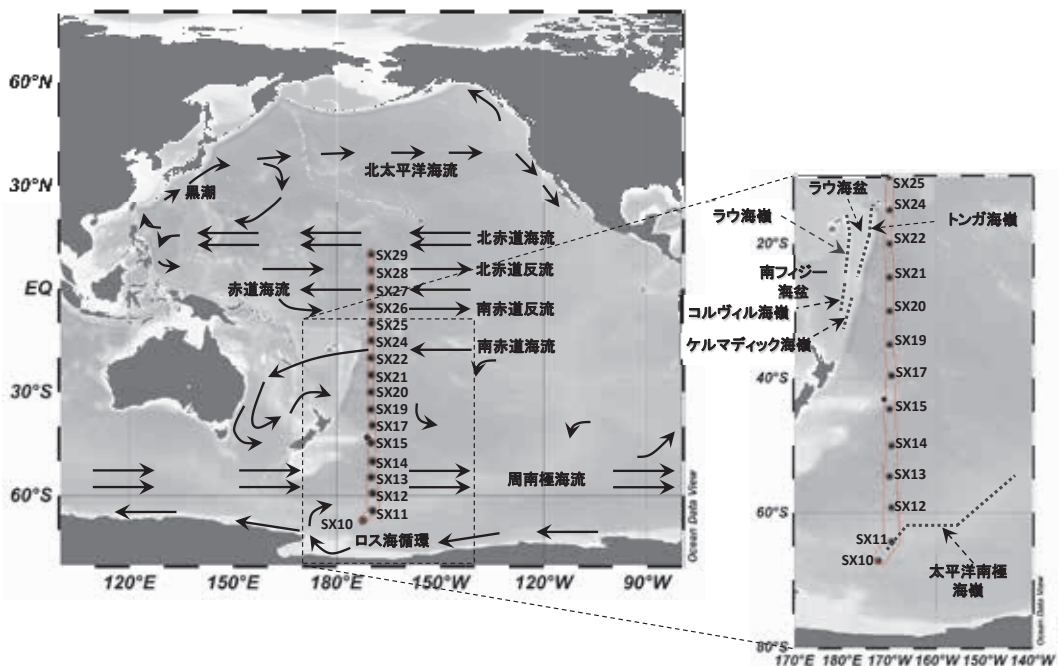 60°N
30°N
EQ
30°S
60°S
黒潮
北太平洋海流
北赤道海流
北赤道反流
赤道海流
南赤道反流
南赤道海流
周南極海流
ロス海循環
SX29
SX28
SX27
SX26
SX25
SX24
SX22
SX21
SX20
SX19
SX17
SX15
SX14
SX13
SX12
SX11
SX10
120°E
150°E
180°E
150°W
120°W
90°W
Ocean Data View
ラウ海盆
ラウ海嶺
トンガ海嶺
南フィジー
海盆
コルヴィル海嶺
ケルマディック海嶺
20°S
40°S
60°S
80°S
SX25
SX24
SX22
SX21
SX20
SX19
SX17
SX15
SX14
SX13
SX12
SX11
SX10
太平洋南極
海嶺
170°E 180°E 170°W 160°W 150°W 140°W
Ocean Data View